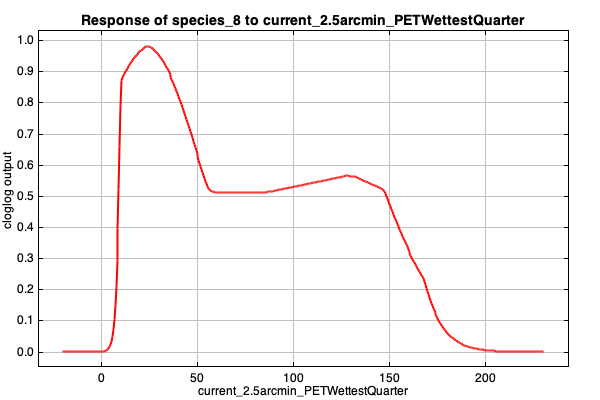 Response of species_8 to current_2.5arcmin_PETWettestQuarter
1.0
0.9
0.8
0.7
0.6
0.5
0.4
0.3
0.2
0.1
0.0
cloglog output
0 50 100 150 200
current_2.5arcmin_PETWettestQuarter